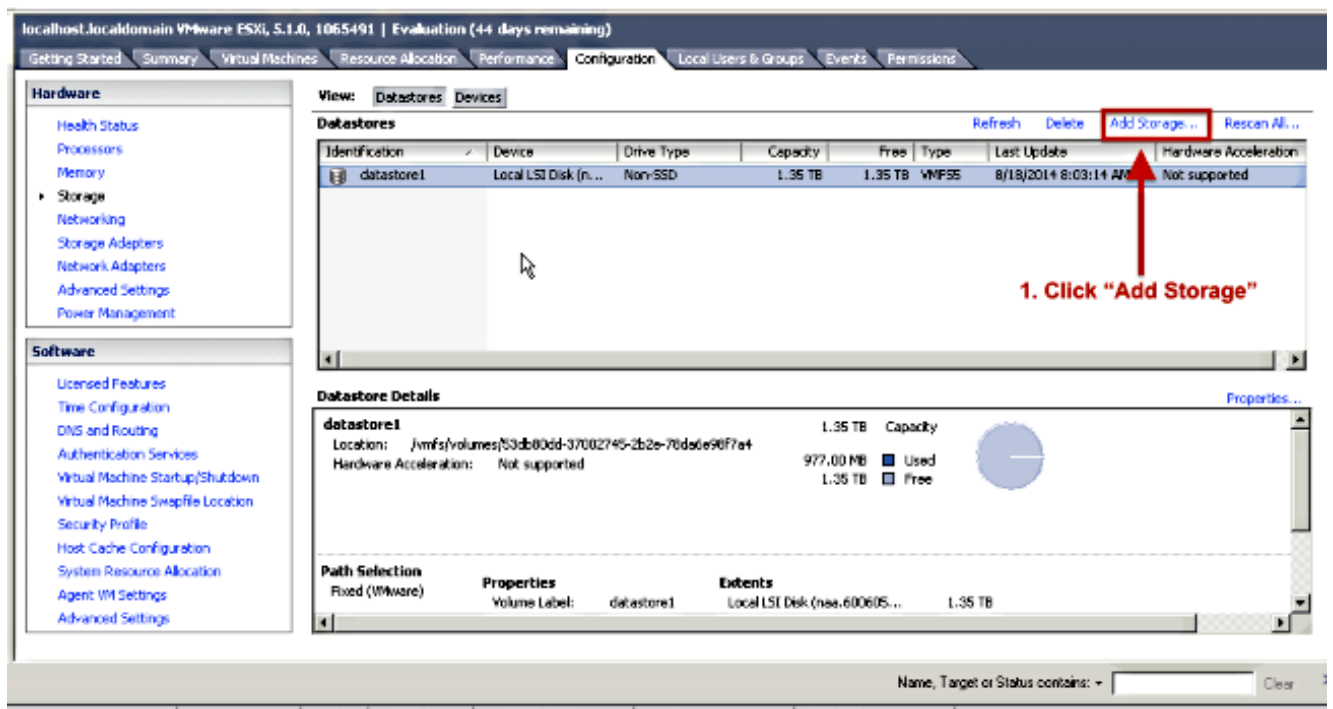 localhost.localdomain VMware ESXi, 5.1.0, 1065491 | Evaluation (44 days remaining)
Getting Started Summary Virtual Machines Resource Allocation Performance Configuration Local Users & Groups Events Permissions
Hardware
Health Status
Processors
Memory
Storage
Networking
Storage Adapters
Network Adapters
Advanced Settings
Power Management
Software
Licensed Features
Time Configuration
DNS and Routing
Authentication Services
Virtual Machine Startup/Shutdown
Virtual Machine Swapfile Location
Security Profile
Host Cache Configuration
System Resource Allocation
Agent VM Settings
Advanced Settings
View: Datastores Devices
Datastores Refresh Delete Add Storage... Rescan All...
Identification Device Drive Type Capacity Free Type Last Update Hardware Acceleration
datastore1 Local LSI Disk (n... Non-SSD 1.35 TB 1.35 TB VMFS5 8/18/2014 8:03:14 AM Not supported
1. Click “Add Storage”
Datastore Details Properties...
datastore1 1.35 TB Capacity
Location: /vmfs/volumes/53db80dd-37002745-2b2e-78da6e98f7a4
Hardware Acceleration: Not supported 977.00 MB Used
1.35 TB Free
Path Selection Properties Extents
Fixed (VMware) Volume Label: datastore1 Local LSI Disk (naa.600605... 1.35 TB
Name, Target or Status contains: Clear